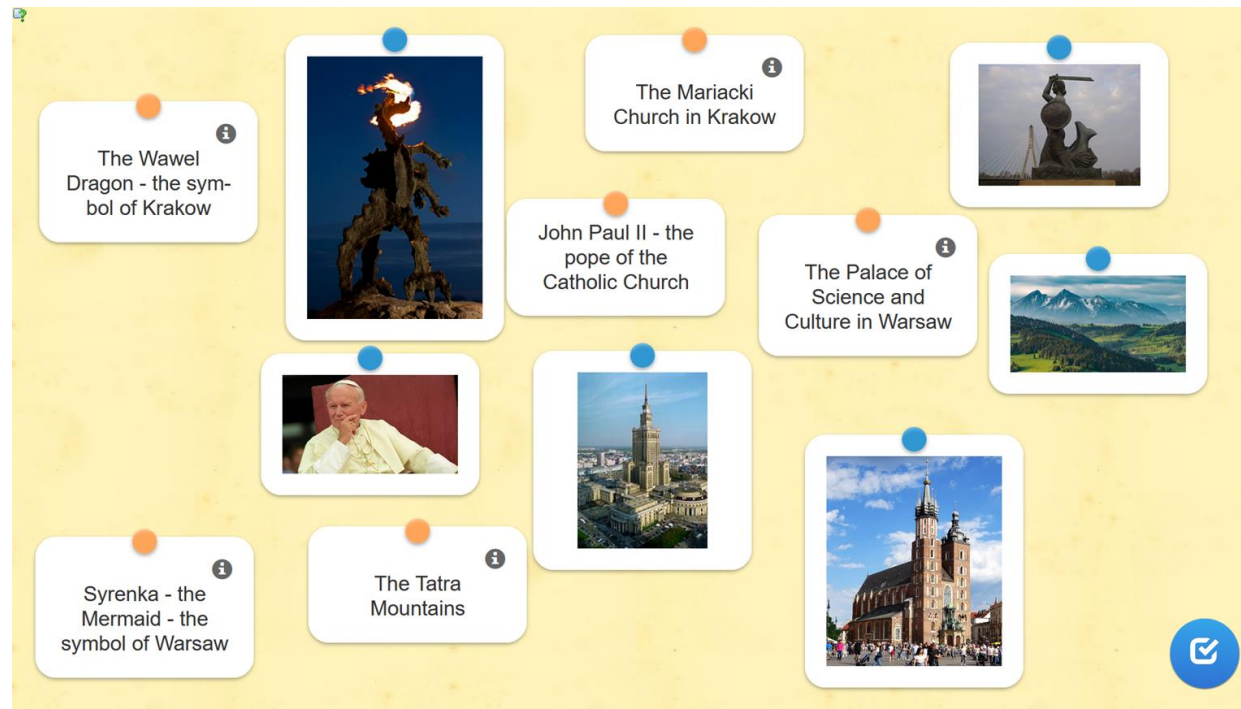 The Wawel
Dragon - the sym-
bol of Krakow
The Mariacki
Church in Krakow
John Paul II - the
pope of the
Catholic Church
The Palace of
Science and
Culture in Warsaw
Syrenka - the
Mermaid - the
symbol of Warsaw
The Tatra
Mountains